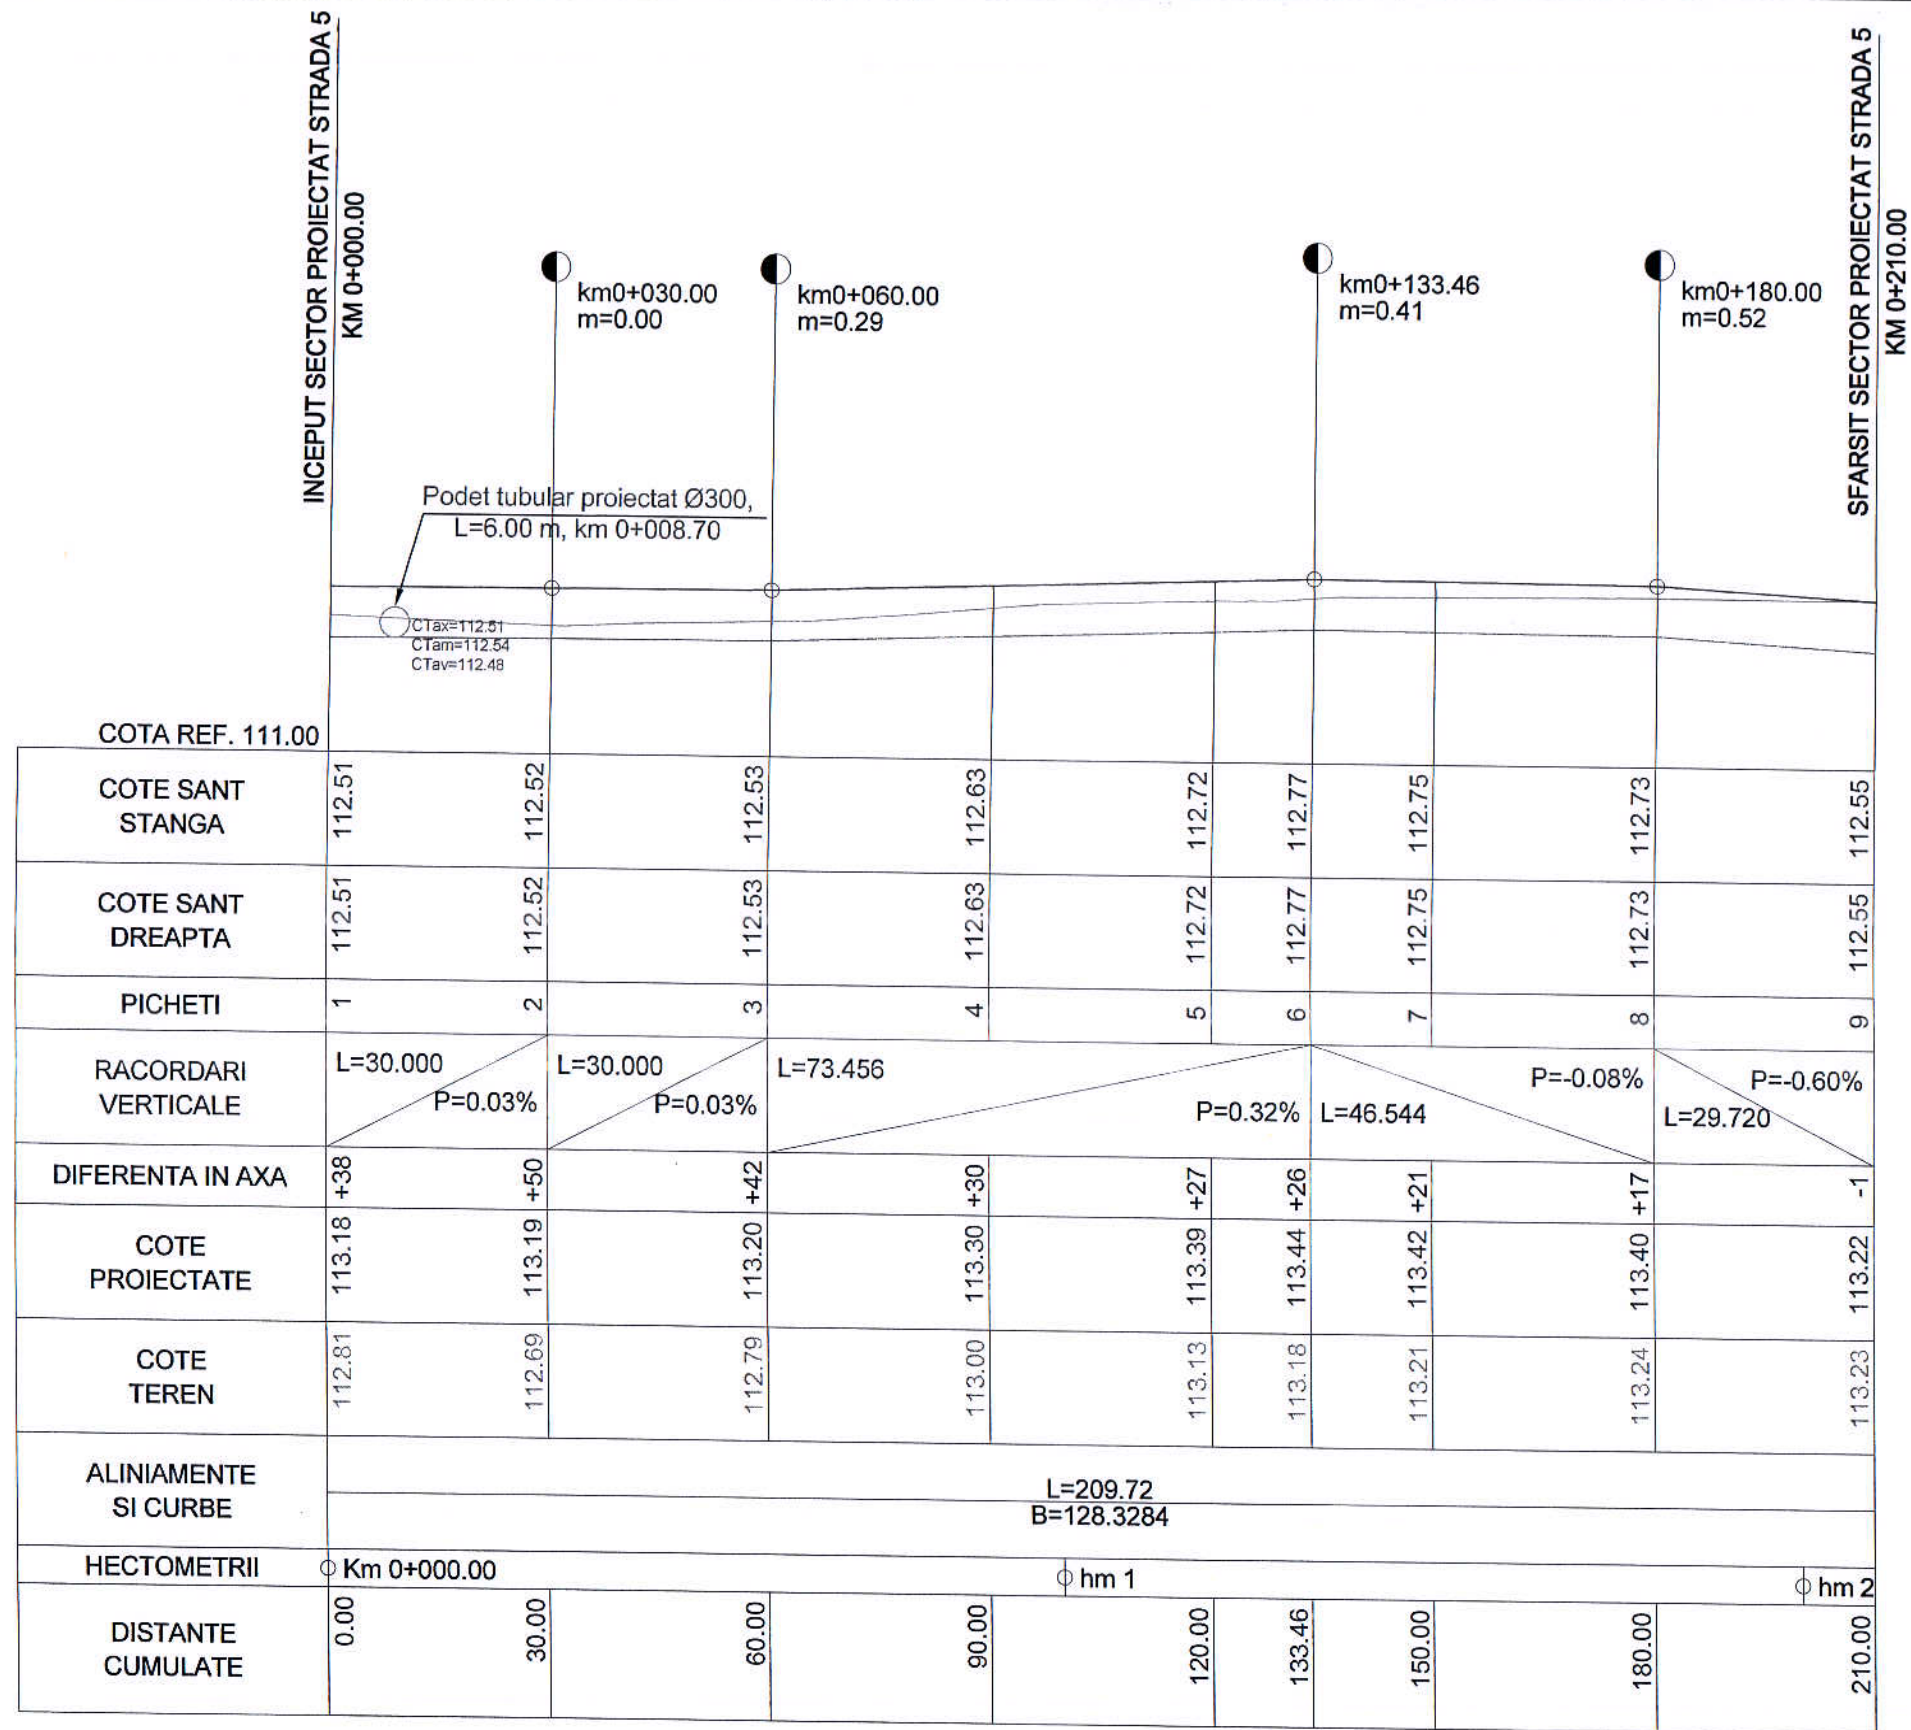 INCEPUT SECTOR PROIECTAT STRADA 5
KM 0+000.00
km0+030.00
m=0.00
km0+060.00
m=0.29
km0+133.46
m=0.41
km0+180.00
m=0.52
SFARSIT SECTOR PROIECTAT STRADA 5
KM 0+210.00
Podet tubular proiectat Ø300,
L=6.00 m, km 0+008.70
CTax=112.51
CTam=112.54
CTav=112.48
COTA REF. 111.00
COTE SANT
STANGA
112.51
112.52
112.53
112.63
112.72
112.77
112.75
112.73
112.55
COTE SANT
DREAPTA
112.51
112.52
112.53
112.63
112.72
112.77
112.75
112.73
112.55
PICHETI
1
2
3
4
5
6
7
8
9
RACORDARI
VERTICALE
L=30.000
P=0.03%
L=30.000
P=0.03%
L=73.456
P=0.32%
L=46.544
P=-0.08%
L=29.720
P=-0.60%
DIFERENTA IN AXA
+38
+50
+42
+30
+27
+26
+21
+17
-1
COTE
PROIECTATE
113.18
113.19
113.20
113.30
113.39
113.44
113.42
113.40
113.22
COTE
TEREN
112.81
112.69
112.79
113.00
113.13
113.18
113.21
113.24
113.23
ALINIAMENTE
SI CURBE
L=209.72
B=128.3284
HECTOMETRII
Km 0+000.00
hm 1
hm 2
DISTANTE
CUMULATE
0.00
30.00
60.00
90.00
120.00
133.46
150.00
180.00
210.00